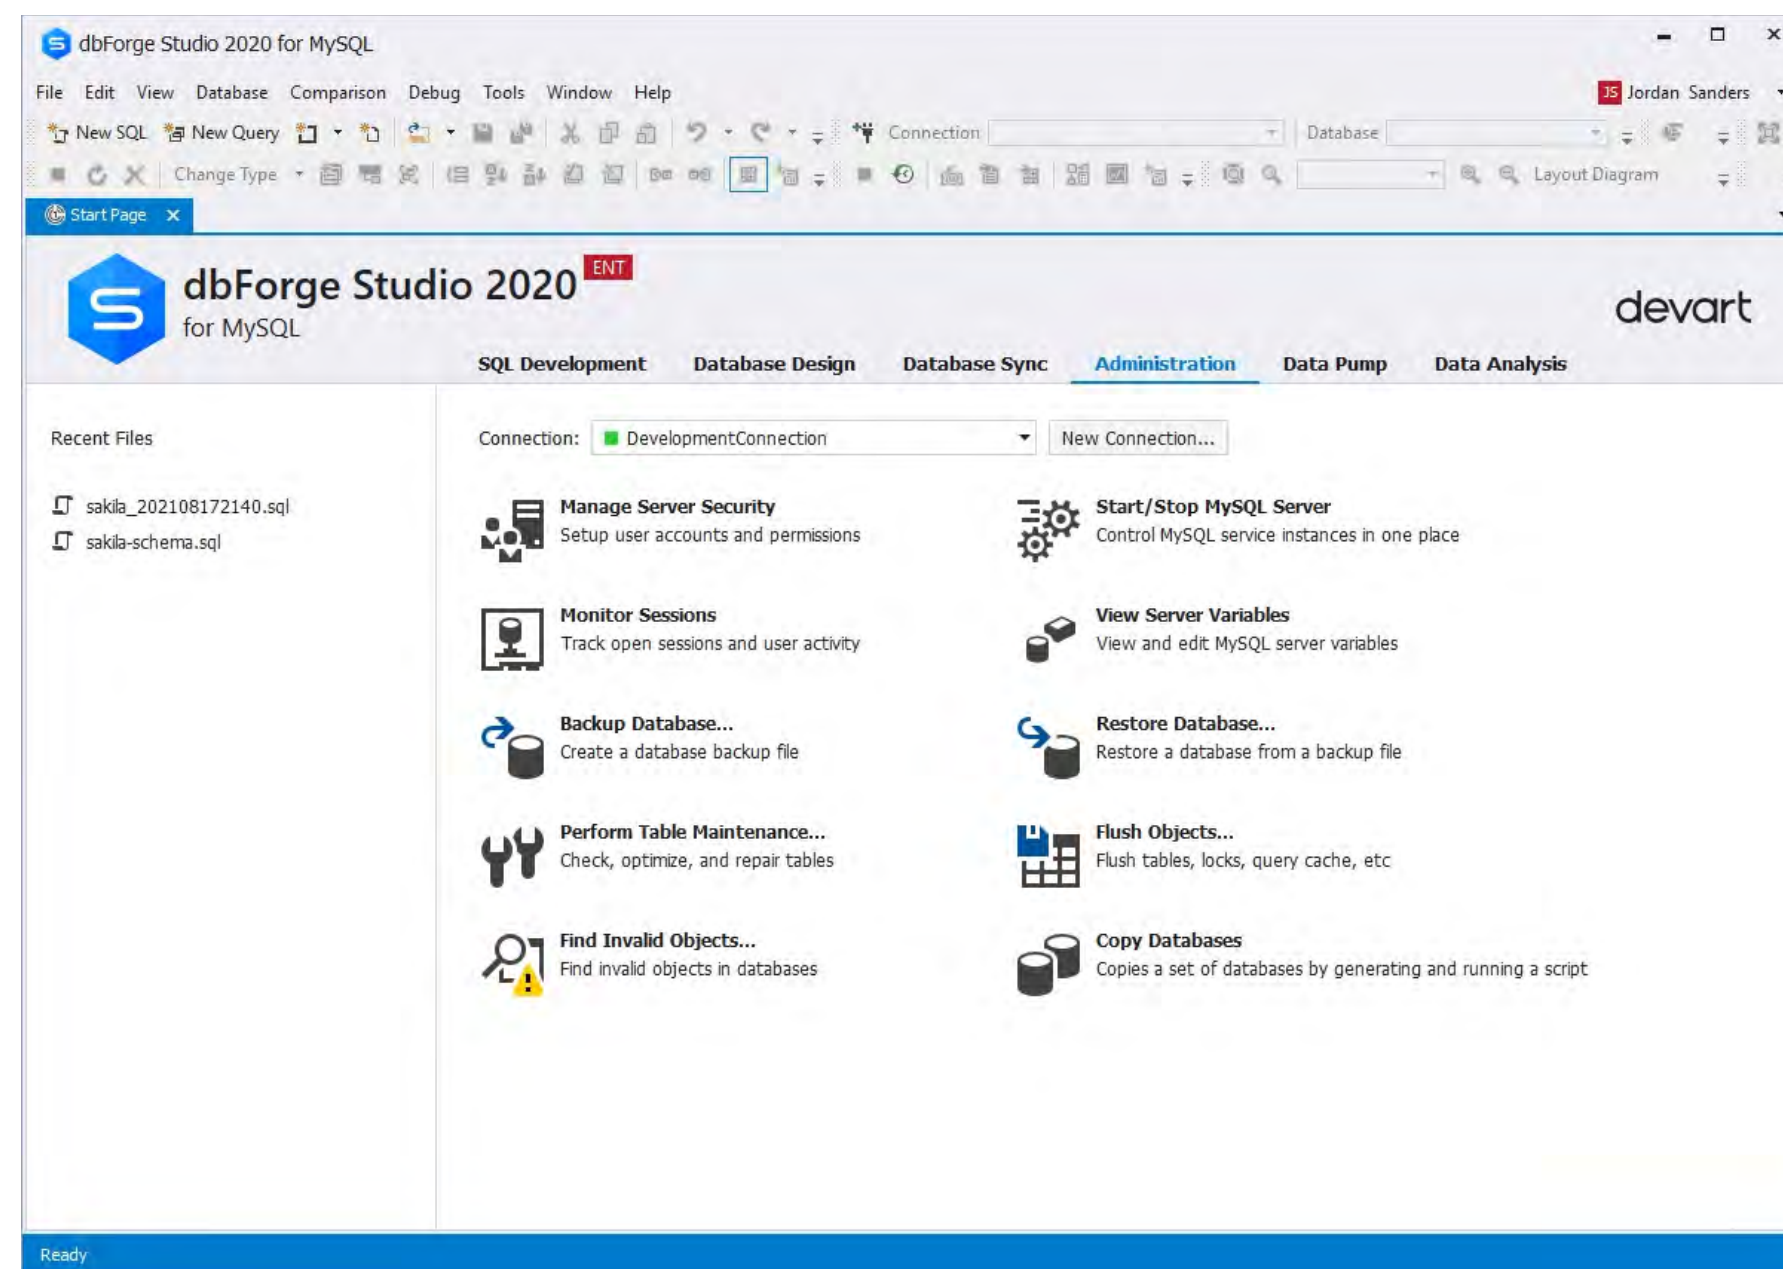 dbForge Studio 2020 for MySQL
File Edit View Database Comparison Debug Tools Window Help
JS Jordan Sanders
New SQL New Query Connection Database
Change Type Layout Diagram
Start Page
dbForge Studio 2020 ENT
for MySQL
devart
SQL Development Database Design Database Sync Administration Data Pump Data Analysis
Recent Files
sakila_202108172140.sql
sakila-schema.sql
Connection: DevelopmentConnection New Connection...
Manage Server Security
Setup user accounts and permissions
Start/Stop MySQL Server
Control MySQL service instances in one place
Monitor Sessions
Track open sessions and user activity
View Server Variables
View and edit MySQL server variables
Backup Database...
Create a database backup file
Restore Database...
Restore a database from a backup file
Perform Table Maintenance...
Check, optimize, and repair tables
Flush Objects...
Flush tables, locks, query cache, etc
Find Invalid Objects...
Find invalid objects in databases
Copy Databases
Copies a set of databases by generating and running a script
Ready